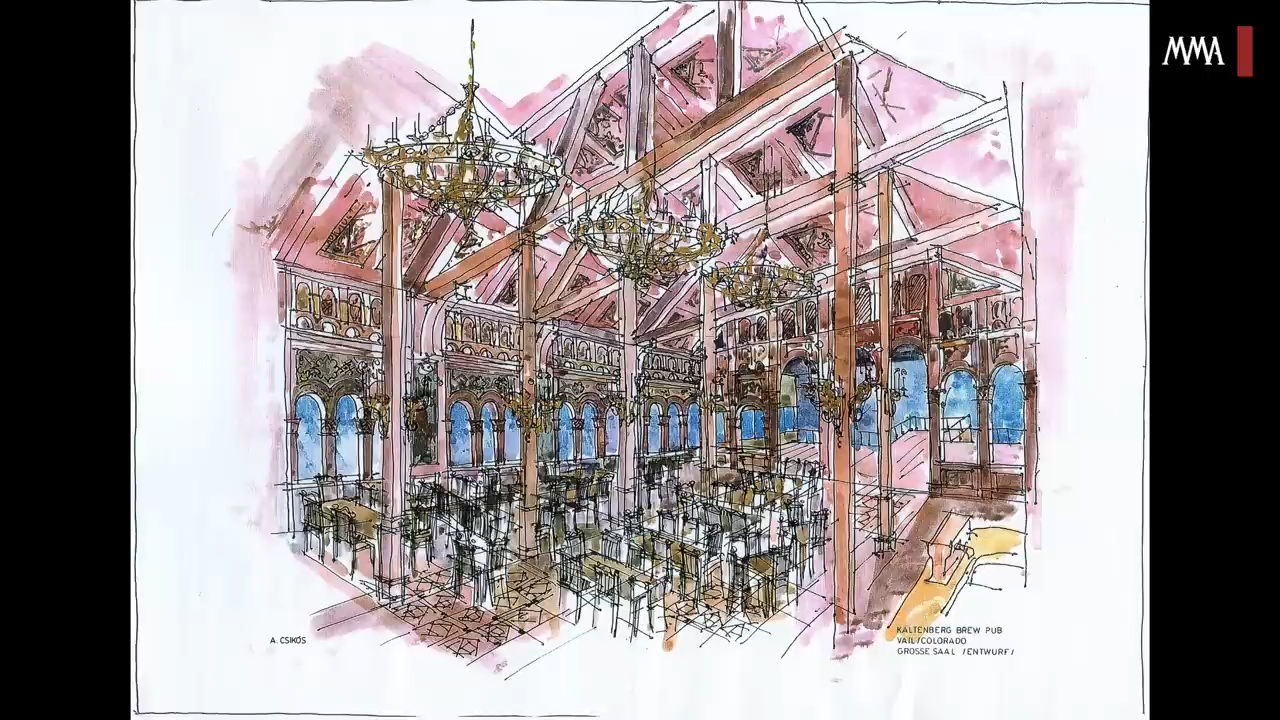 MMA
A. CSIKÓS
KALTENBERG BREW PUB
VAIL/COLORADO
GROSSE SAAL /ENTWURF/